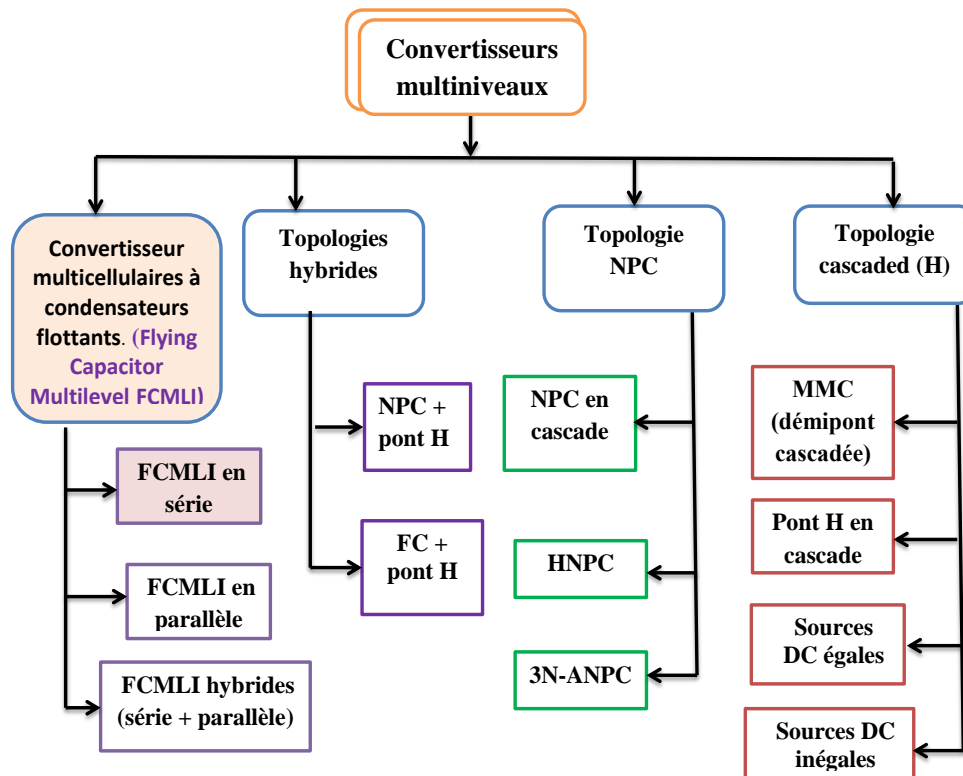 Convertisseurs
multiniveaux
Convertisseur
multicellulaires à
condensateurs
flottants. (Flying
Capacitor
Multilevel FCMLI)
Topologies
hybrides
Topologie
NPC
Topologie
cascaded (H)
FCMLI en
série
FCMLI en
parallèle
FCMLI hybrides
(série + parallèle)
NPC +
pont H
FC +
pont H
NPC en
cascade
HNPC
3N-ANPC
MMC
(démipont
cascadée)
Pont H en
cascade
Sources
DC égales
Sources DC
inégales